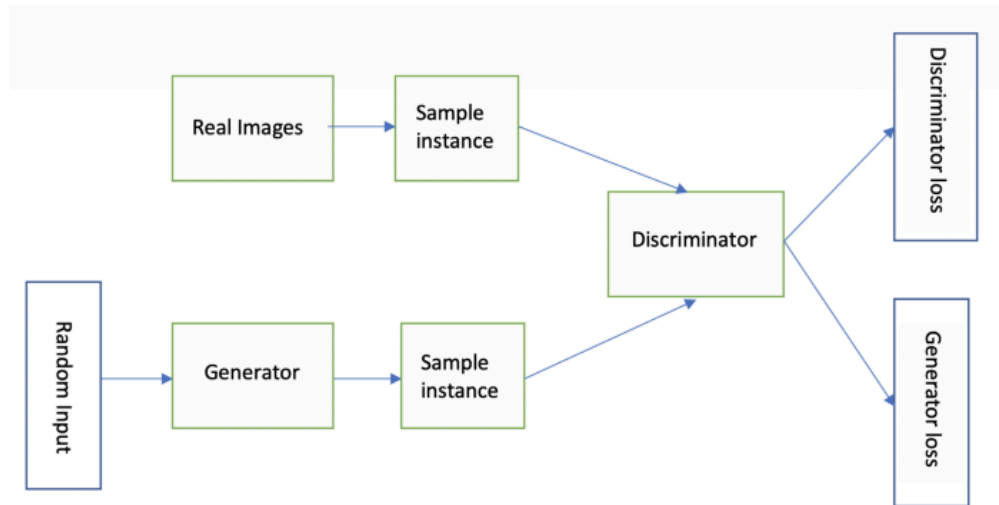 Real Images
Sample
instance
Discriminator loss
Discriminator
Random Input
Generator
Sample
instance
Generator loss